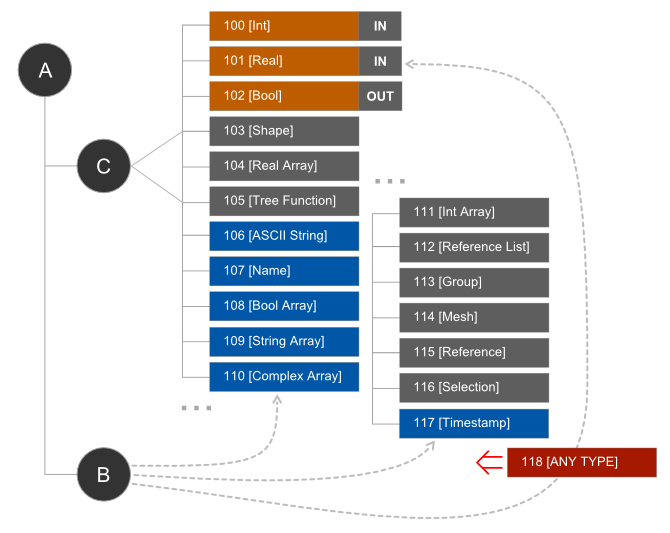 A
C
B
100 [Int] IN
101 [Real] IN
102 [Bool] OUT
103 [Shape]
104 [Real Array]
105 [Tree Function]
106 [ASCII String]
107 [Name]
108 [Bool Array]
109 [String Array]
110 [Complex Array]
111 [Int Array]
112 [Reference List]
113 [Group]
114 [Mesh]
115 [Reference]
116 [Selection]
117 [Timestamp]
118 [ANY TYPE]